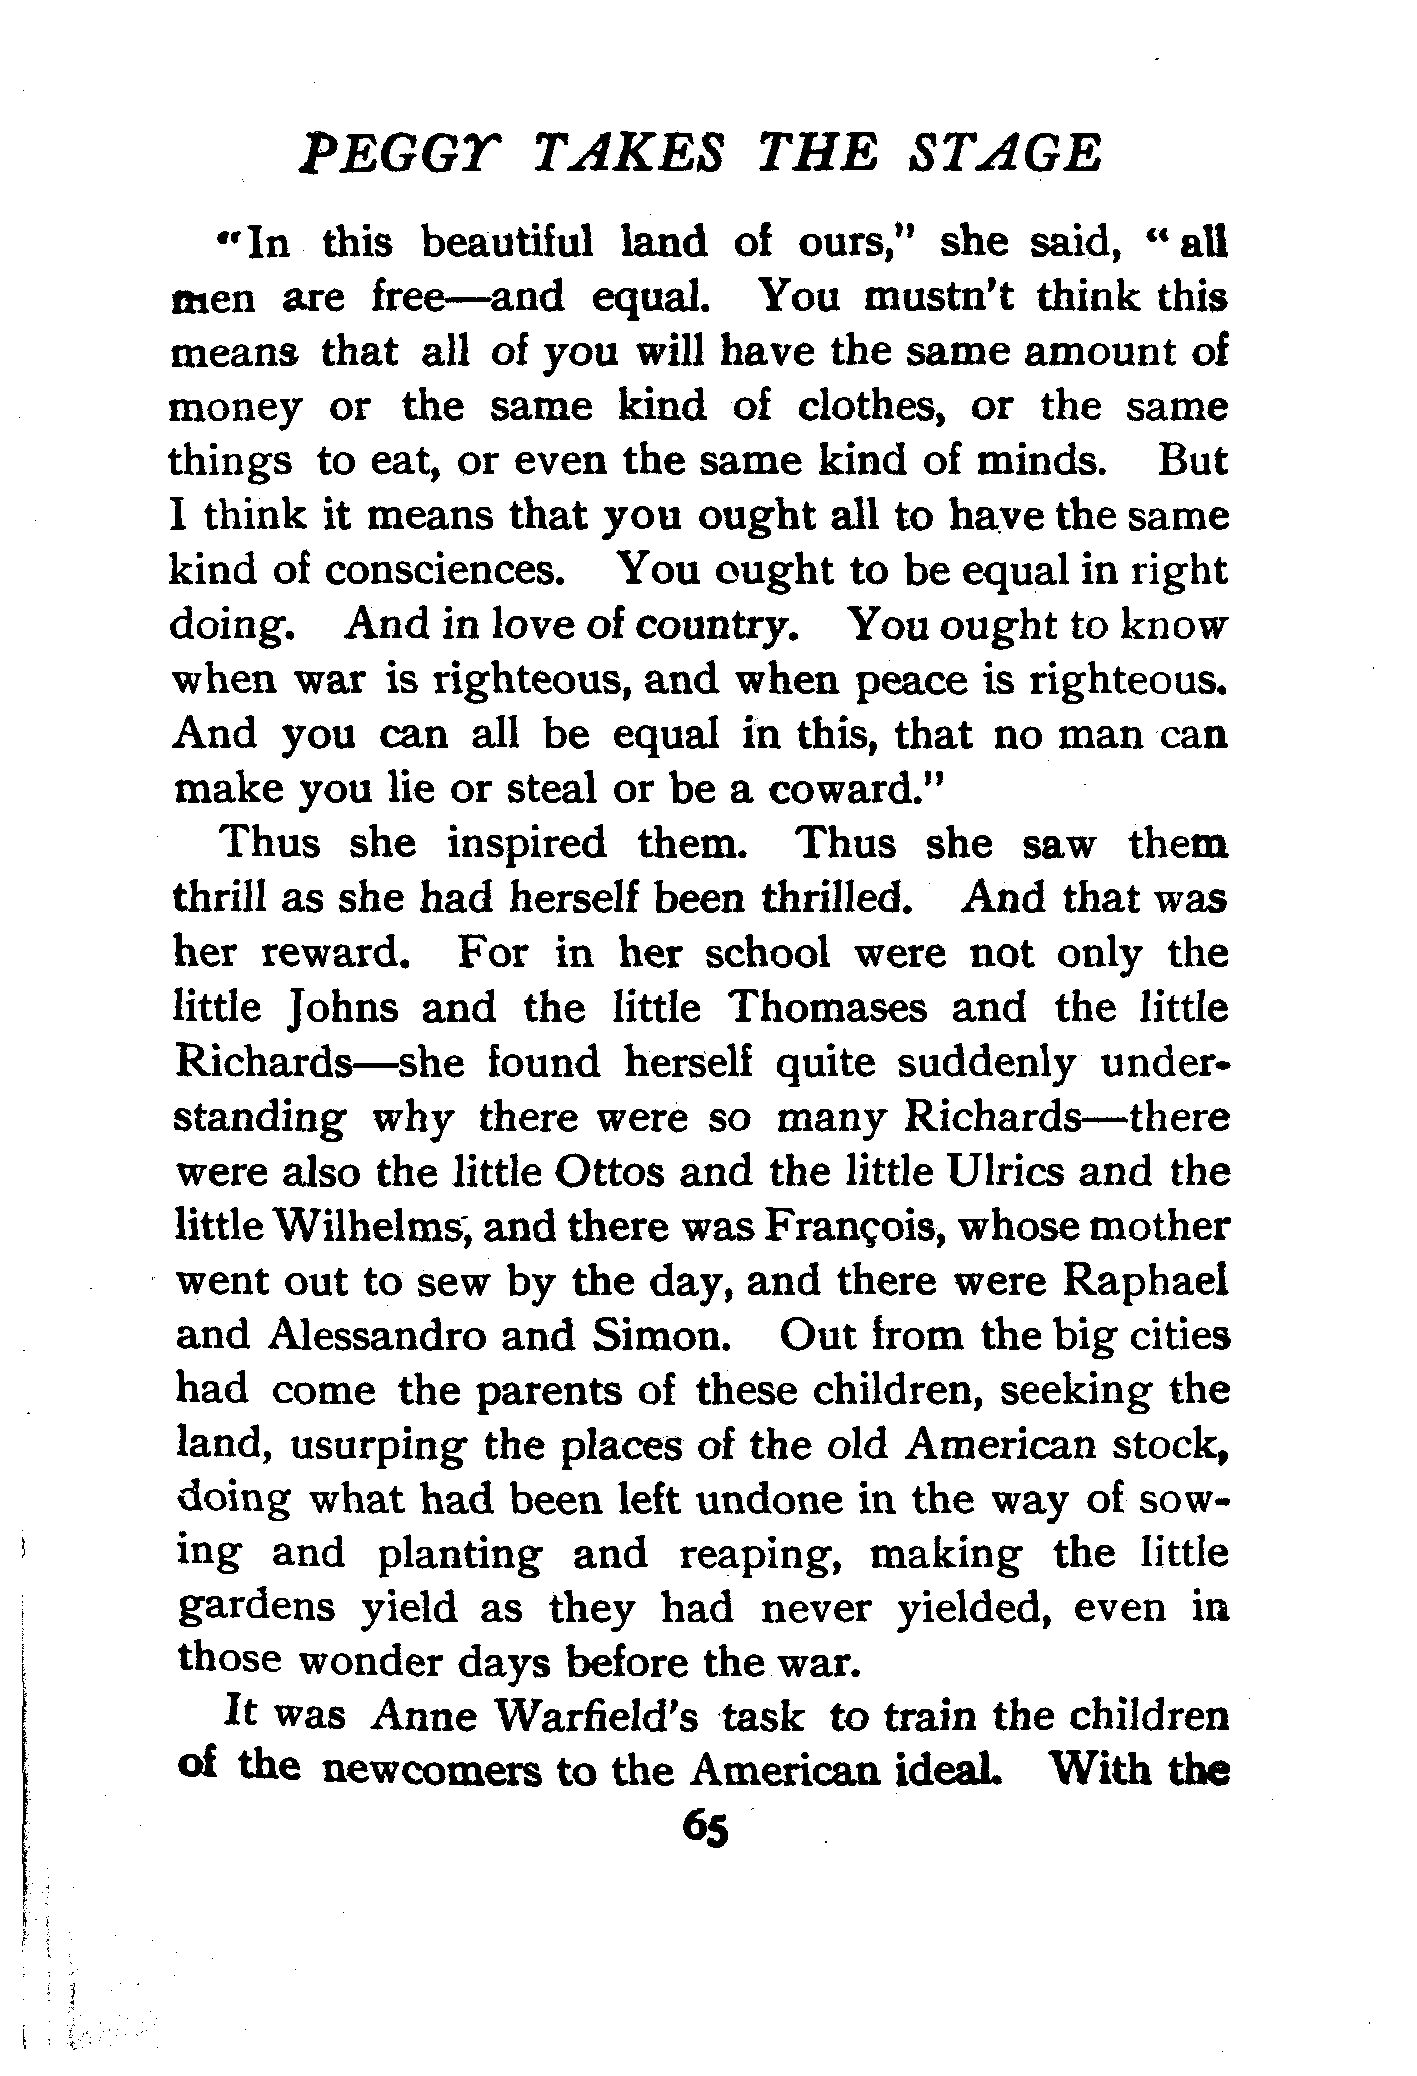 PEGGY TAKES THE STAGE
"In this beautiful land of ours," she said, "all
men are free—and equal. You mustn't think this
means that all of you will have the same amount of
money or the same kind of clothes, or the same
things to eat, or even the same kind of minds. But
I think it means that you ought all to have the same
kind of consciences. You ought to be equal in right
doing. And in love of country. You ought to know
when war is righteous, and when peace is righteous.
And you can all be equal in this, that no man can
make you lie or steal or be a coward."
Thus she inspired them. Thus she saw them
thrill as she had herself been thrilled. And that was
her reward. For in her school were not only the
little Johns and the little Thomases and the little
Richards—she found herself quite suddenly under-
standing why there were so many Richards—there
were also the little Ottos and the little Ulrics and the
little Wilhelms, and there was François, whose mother
went out to sew by the day, and there were Raphael
and Alessandro and Simon. Out from the big cities
had come the parents of these children, seeking the
land, usurping the places of the old American stock,
doing what had been left undone in the way of sow-
ing and planting and reaping, making the little
gardens yield as they had never yielded, even in
those wonder days before the war.
It was Anne Warfield's task to train the children
of the newcomers to the American ideal. With the
65